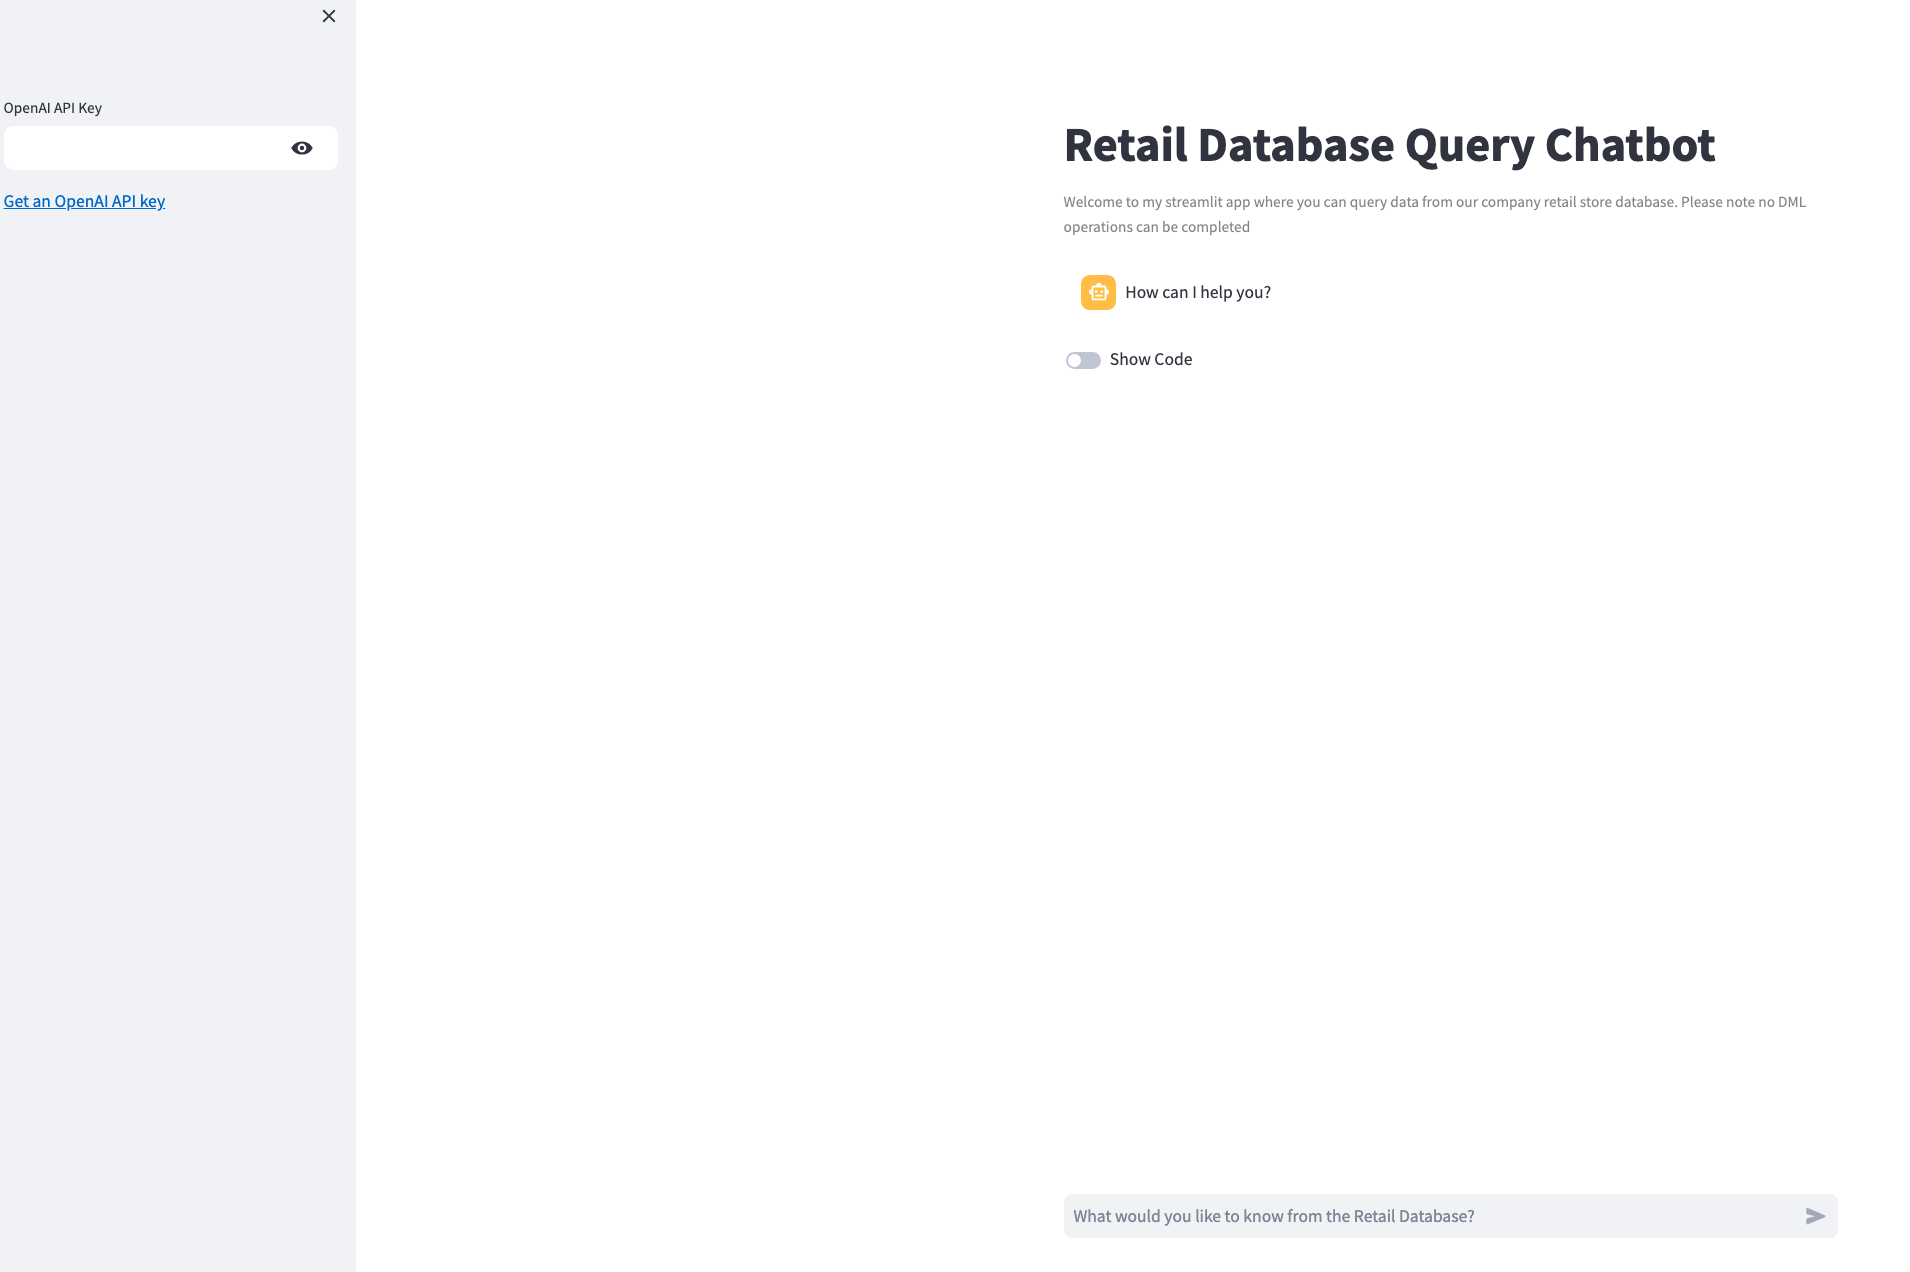 OpenAI API Key
Get an OpenAI API key
Retail Database Query Chatbot
Welcome to my streamlit app where you can query data from our company retail store database. Please note no DML
operations can be completed
How can I help you?
Show Code
What would you like to know from the Retail Database?